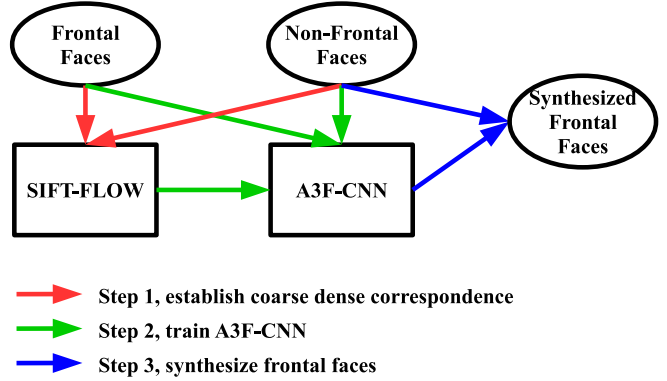 Frontal
Faces
Non-Frontal
Faces
Synthesized
Frontal
Faces
SIFT-FLOW
A3F-CNN
Step 1, establish coarse dense correspondence
Step 2, train A3F-CNN
Step 3, synthesize frontal faces